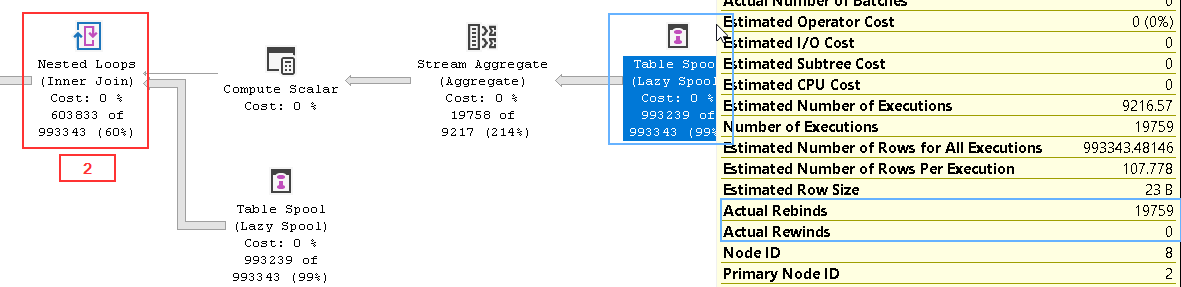 Nested Loops
(Inner Join)
Cost: 0 %
603833 of
993343 (60%)
2
Compute Scalar
Cost: 0 %
Table Spool
(Lazy Spool)
Cost: 0 %
993239 of
993343 (99%)
Stream Aggregate
(Aggregate)
Cost: 0 %
19758 of
9217 (214%)
Table Spoo
(Lazy Spool
Cost: 0 %
993239 of
993343 (99%
Actual Number of Batches 0
Estimated Operator Cost 0 (0%)
Estimated I/O Cost 0
Estimated Subtree Cost 0
Estimated CPU Cost 0
Estimated Number of Executions 9216.57
Number of Executions 19759
Estimated Number of Rows for All Executions 993343.48146
Estimated Number of Rows Per Execution 107.778
Estimated Row Size 23 B
Actual Rebinds 19759
Actual Rewinds 0
Node ID 8
Primary Node ID 2